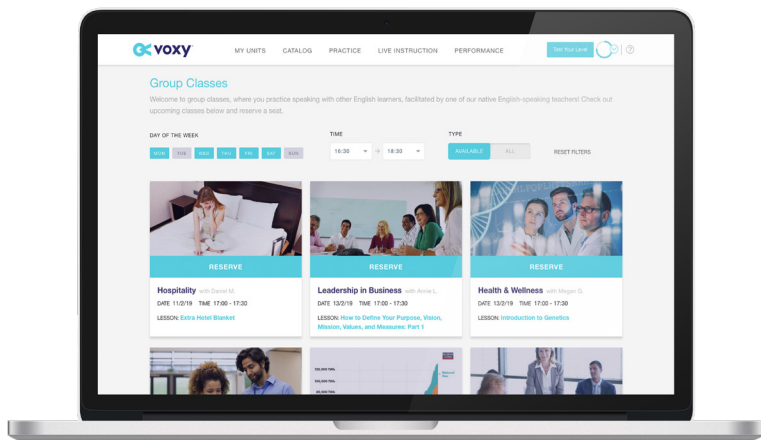 VOXY
MY UNITS CATALOG PRACTICE LIVE INSTRUCTION PERFORMANCE Test Your Level ?
Group Classes
Welcome to group classes, where you practice speaking with other English learners, facilitated by one of our native English-speaking teachers! Check out
upcoming classes below and reserve a seat.
DAY OF THE WEEK TIME TYPE
MON TUE WED THU FRI SAT SUN 16:30 → 18:30 AVAILABLE ALL RESET FILTERS
RESERVE RESERVE RESERVE
Hospitality with David M. Leadership in Business with Anne L. Health & Wellness with Megan G.
DATE 11/2/19 TIME 17:00 - 17:30 DATE 13/2/19 TIME 17:00 - 17:30 DATE 13/2/19 TIME 17:00 - 17:30
LESSON: Extra Hotel Blanket LESSON: How to Define Your Purpose, Vision, LESSON: Introduction to Genetics
Mission, Values, and Measures: Part 1